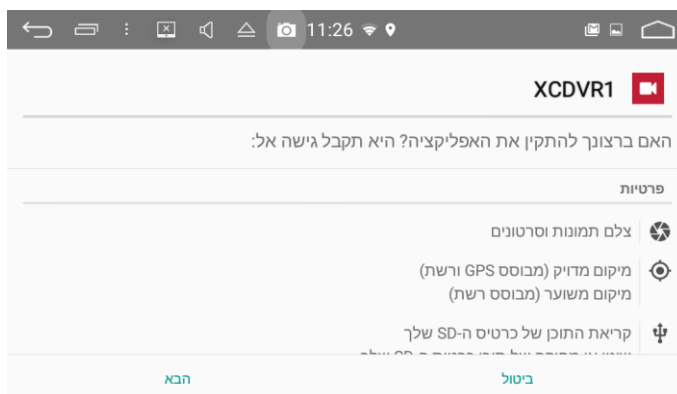 11:26
XCDVR1
האם ברצונך להתקין את האפליקציה? היא תקבל גישה אל:
פרטיות
צלם תמונות וסרטונים
מיקום מדויק (מבוסס GPS ורשת)
מיקום משוער (מבוסס רשת)
קריאת התוכן של כרטיס ה-SD שלך
ביטול
הבא